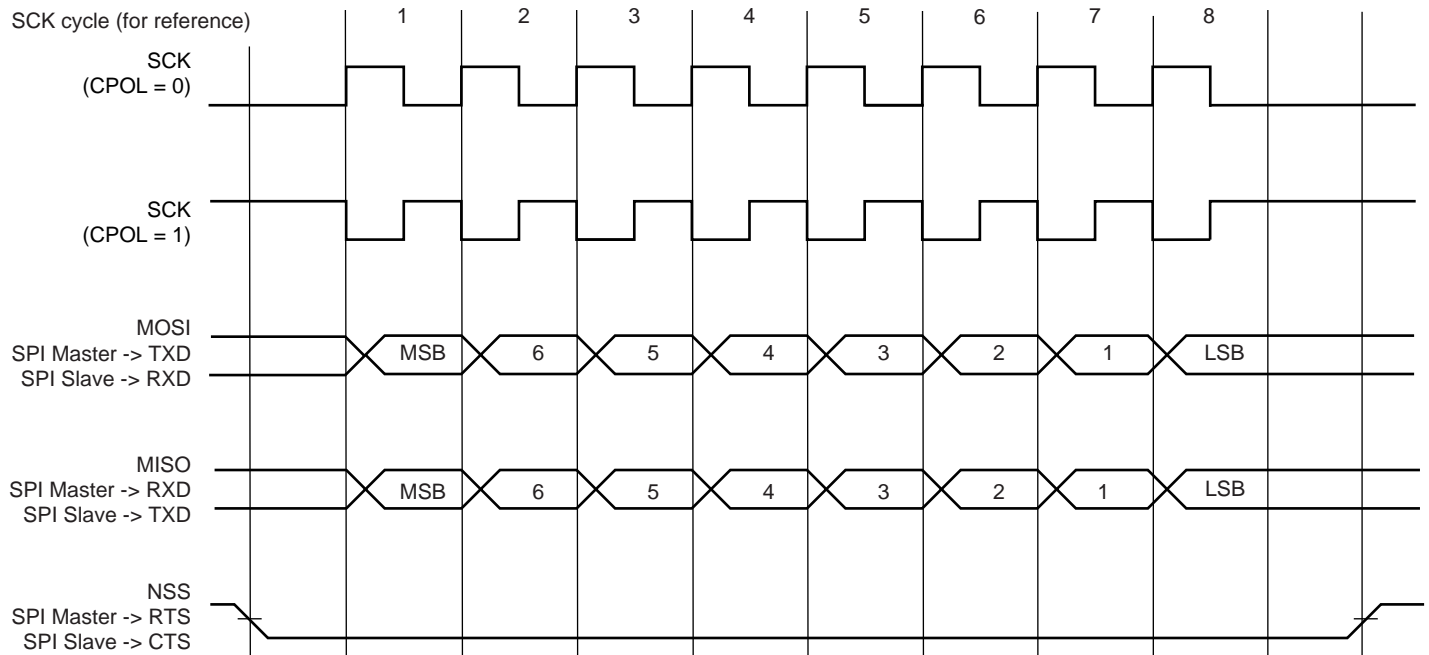 SCK cycle (for reference) 1 2 3 4 5 6 7 8
SCK
(CPOL = 0)
SCK
(CPOL = 1)
MOSI
SPI Master -> TXD
SPI Slave -> RXD
MSB 6 5 4 3 2 1 LSB
MISO
SPI Master -> RXD
SPI Slave -> TXD
MSB 6 5 4 3 2 1 LSB
NSS
SPI Master -> RTS
SPI Slave -> CTS